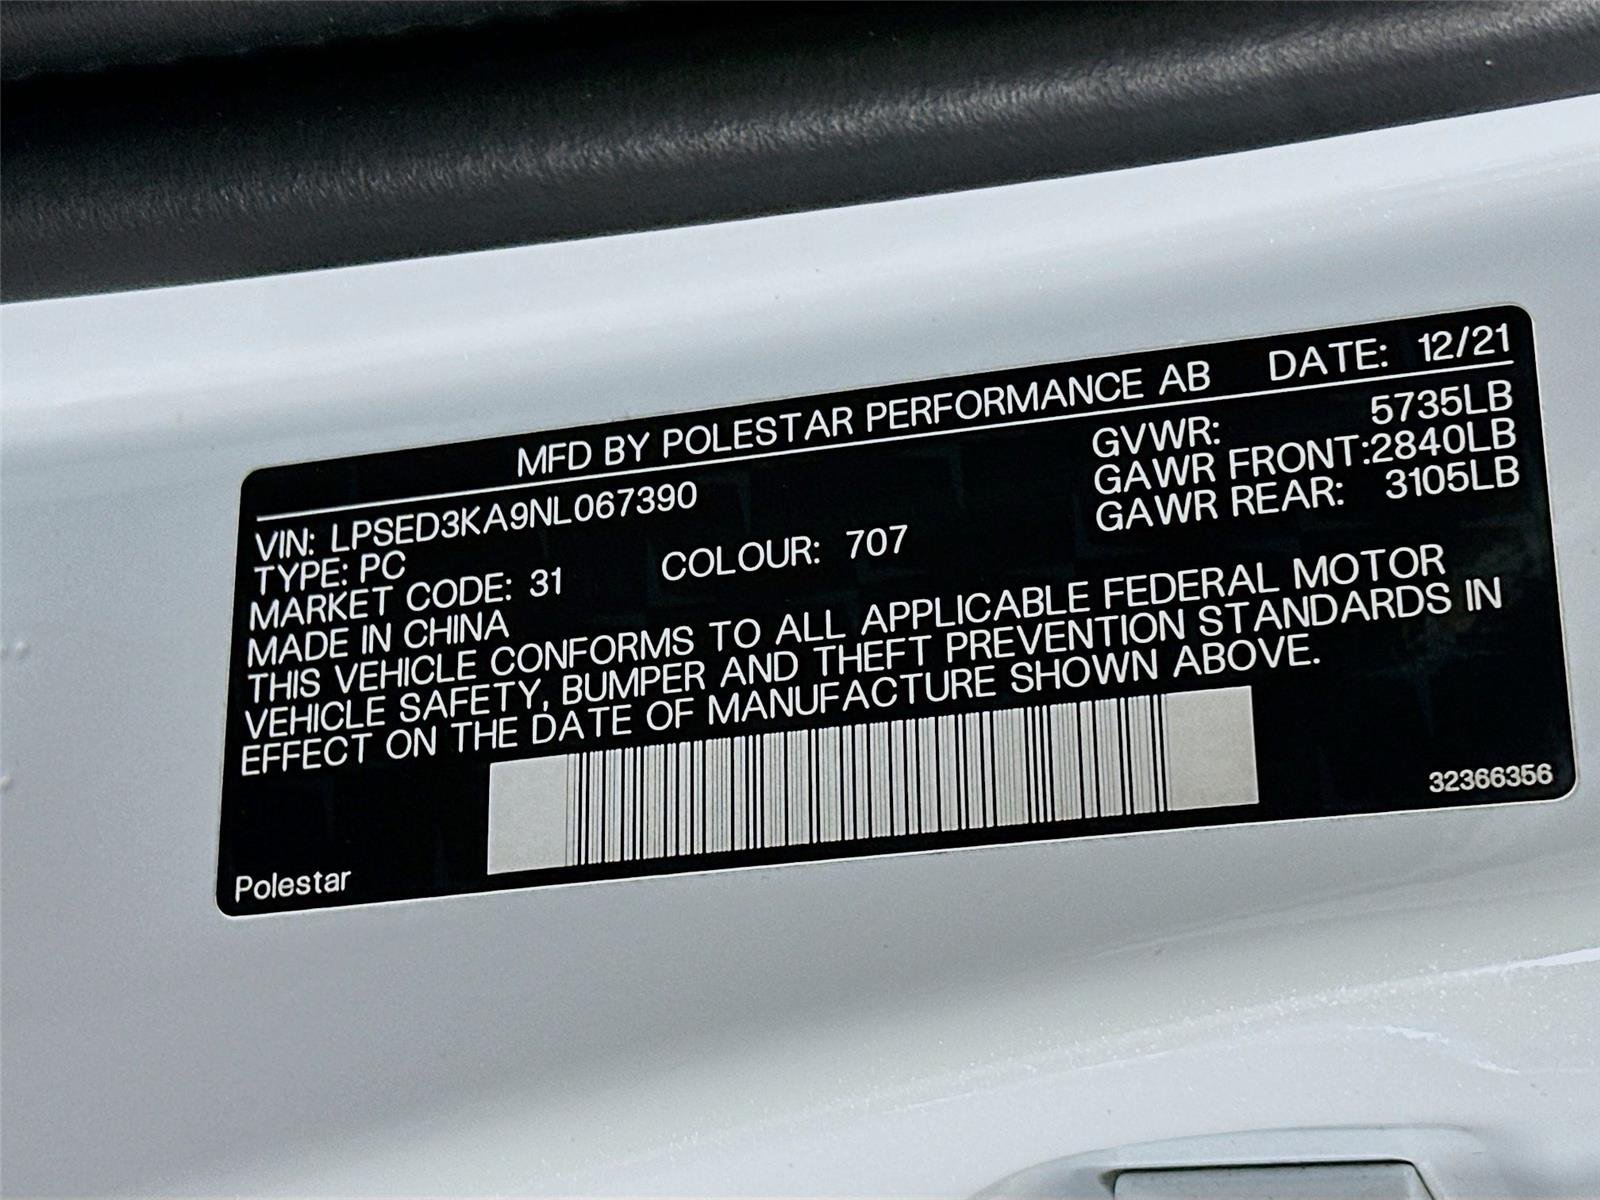 MFD BY POLESTAR PERFORMANCE AB DATE: 12/21
VIN: LPSED3KA9NL067390 GVWR: 5735LB
TYPE: PC GAWR FRONT:2840LB
MARKET CODE: 31 COLOUR: 707 GAWR REAR: 3105LB
MADE IN CHINA
THIS VEHICLE CONFORMS TO ALL APPLICABLE FEDERAL MOTOR
VEHICLE SAFETY, BUMPER AND THEFT PREVENTION STANDARDS IN
EFFECT ON THE DATE OF MANUFACTURE SHOWN ABOVE.
32366356
Polestar